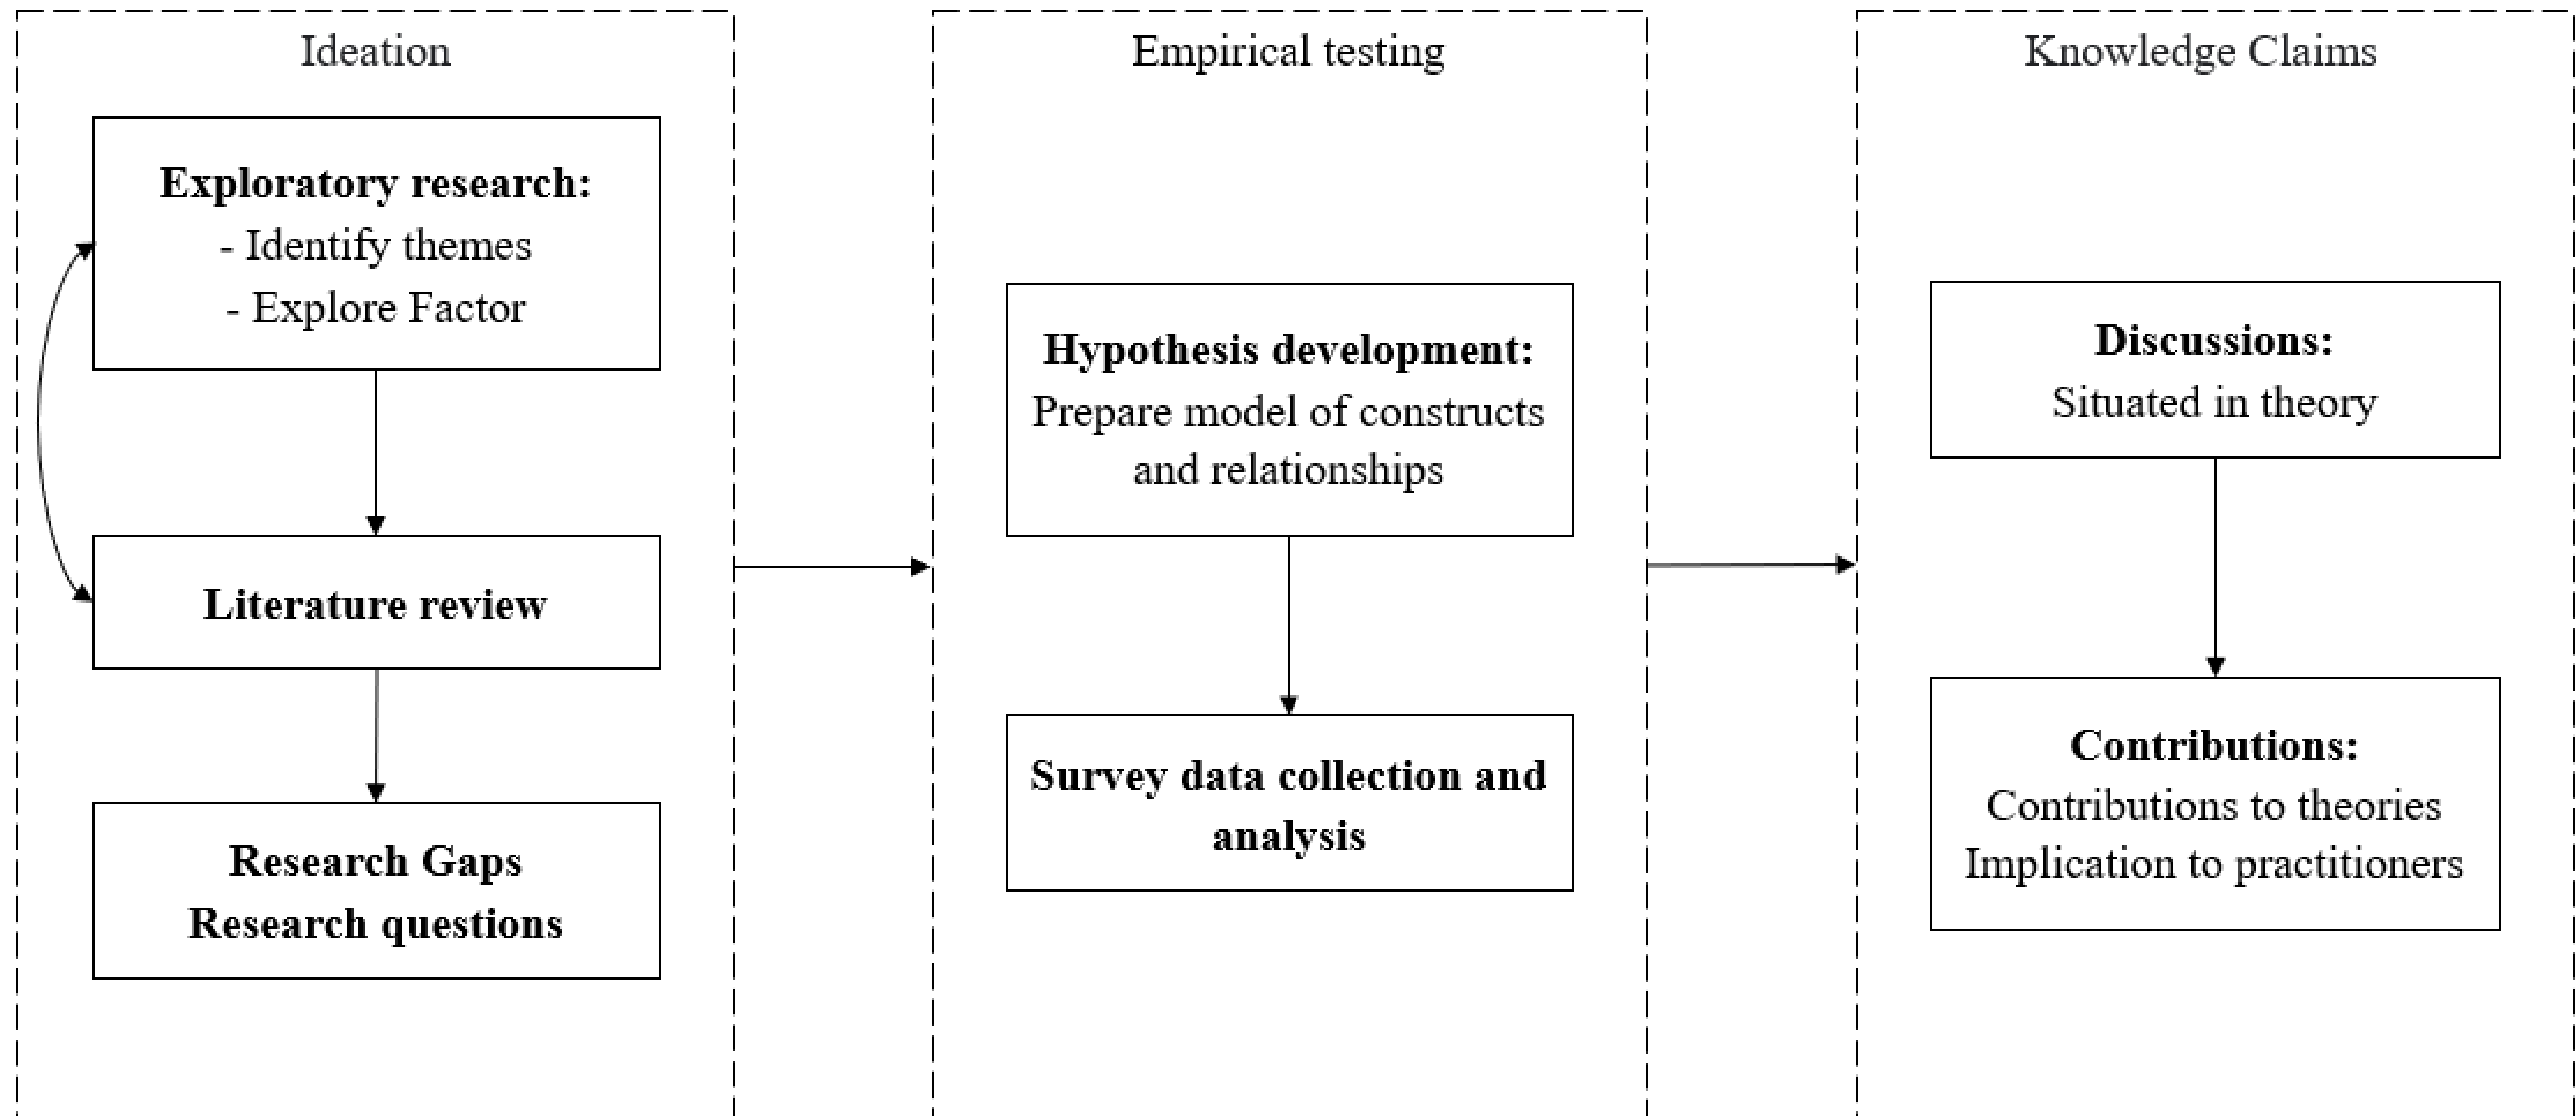 Ideation
Exploratory research:
- Identify themes
- Explore Factor
Literature review
Research Gaps
Research questions
Empirical testing
Hypothesis development:
Prepare model of constructs
and relationships
Survey data collection and
analysis
Knowledge Claims
Discussions:
Situated in theory
Contributions:
Contributions to theories
Implication to practitioners